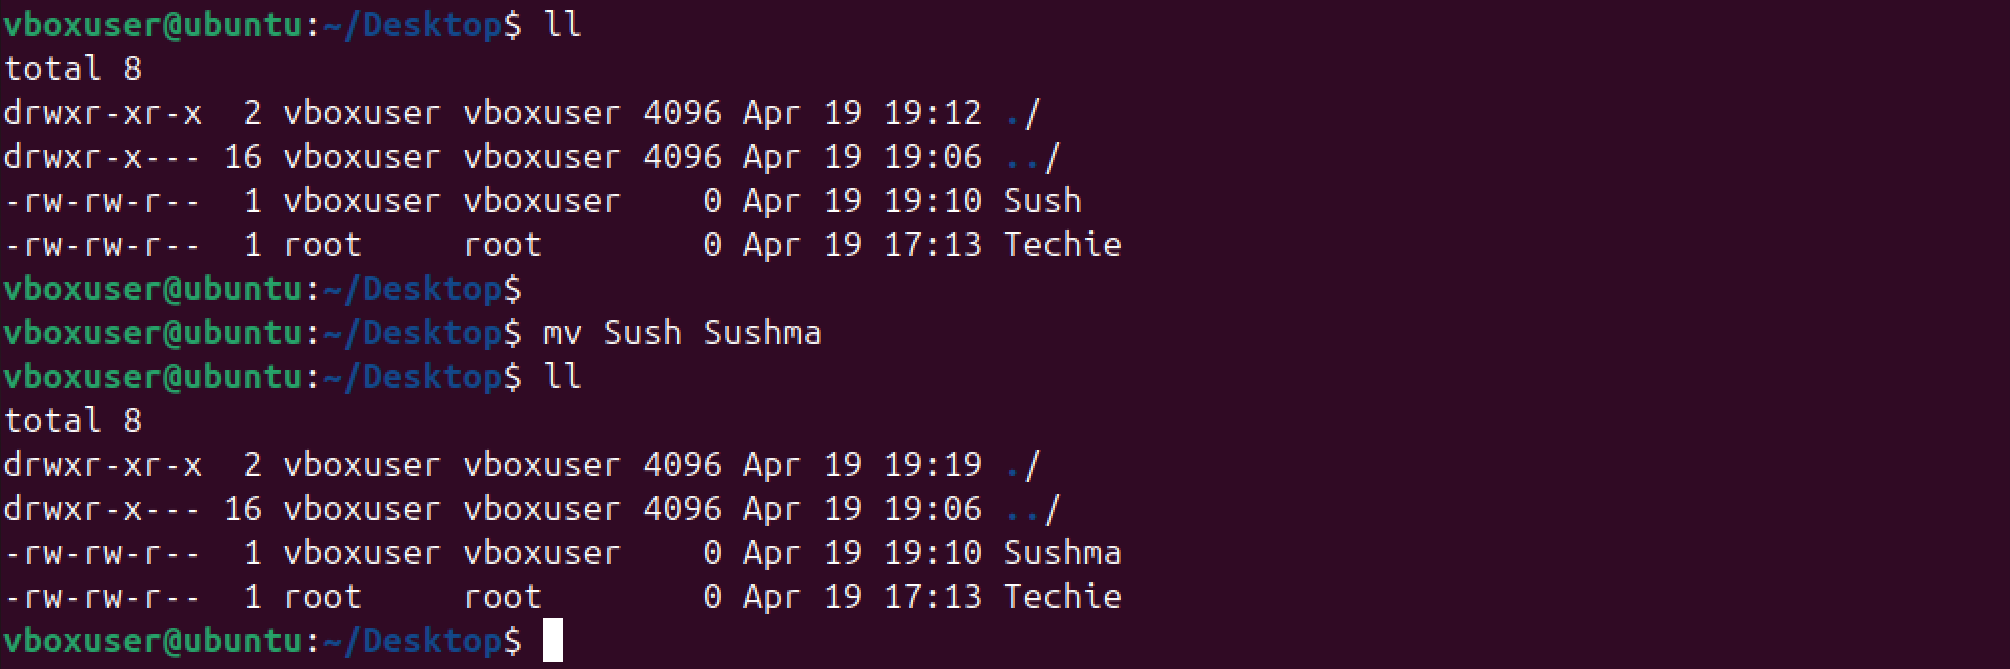 vboxuser@ubuntu:~/Desktop$ ll
total 8
drwxr-xr-x  2 vboxuser vboxuser 4096 Apr 19 19:12 ./
drwxr-x--- 16 vboxuser vboxuser 4096 Apr 19 19:06 ../
-rw-rw-r--  1 vboxuser vboxuser    0 Apr 19 19:10 Sush
-rw-rw-r--  1 root     root        0 Apr 19 17:13 Techie
vboxuser@ubuntu:~/Desktop$
vboxuser@ubuntu:~/Desktop$ mv Sush Sushma
vboxuser@ubuntu:~/Desktop$ ll
total 8
drwxr-xr-x  2 vboxuser vboxuser 4096 Apr 19 19:19 ./
drwxr-x--- 16 vboxuser vboxuser 4096 Apr 19 19:06 ../
-rw-rw-r--  1 vboxuser vboxuser    0 Apr 19 19:10 Sushma
-rw-rw-r--  1 root     root        0 Apr 19 17:13 Techie
vboxuser@ubuntu:~/Desktop$